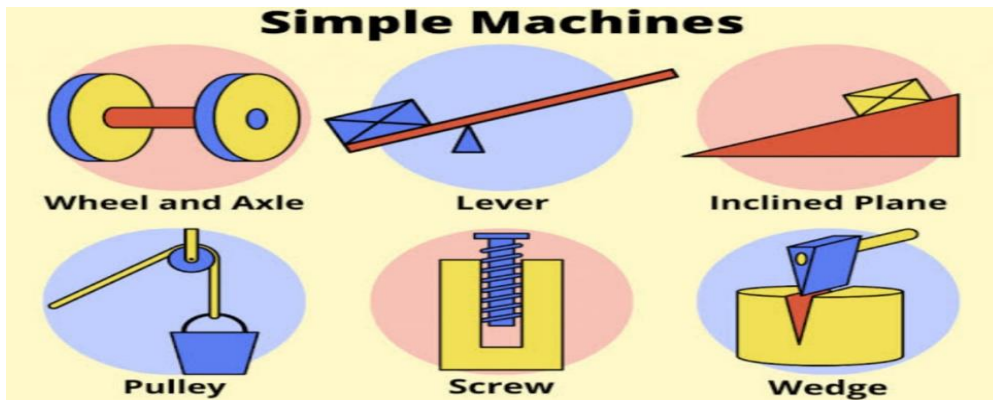 Simple Machines
Wheel and Axle
Lever
Inclined Plane
Pulley
Screw
Wedge